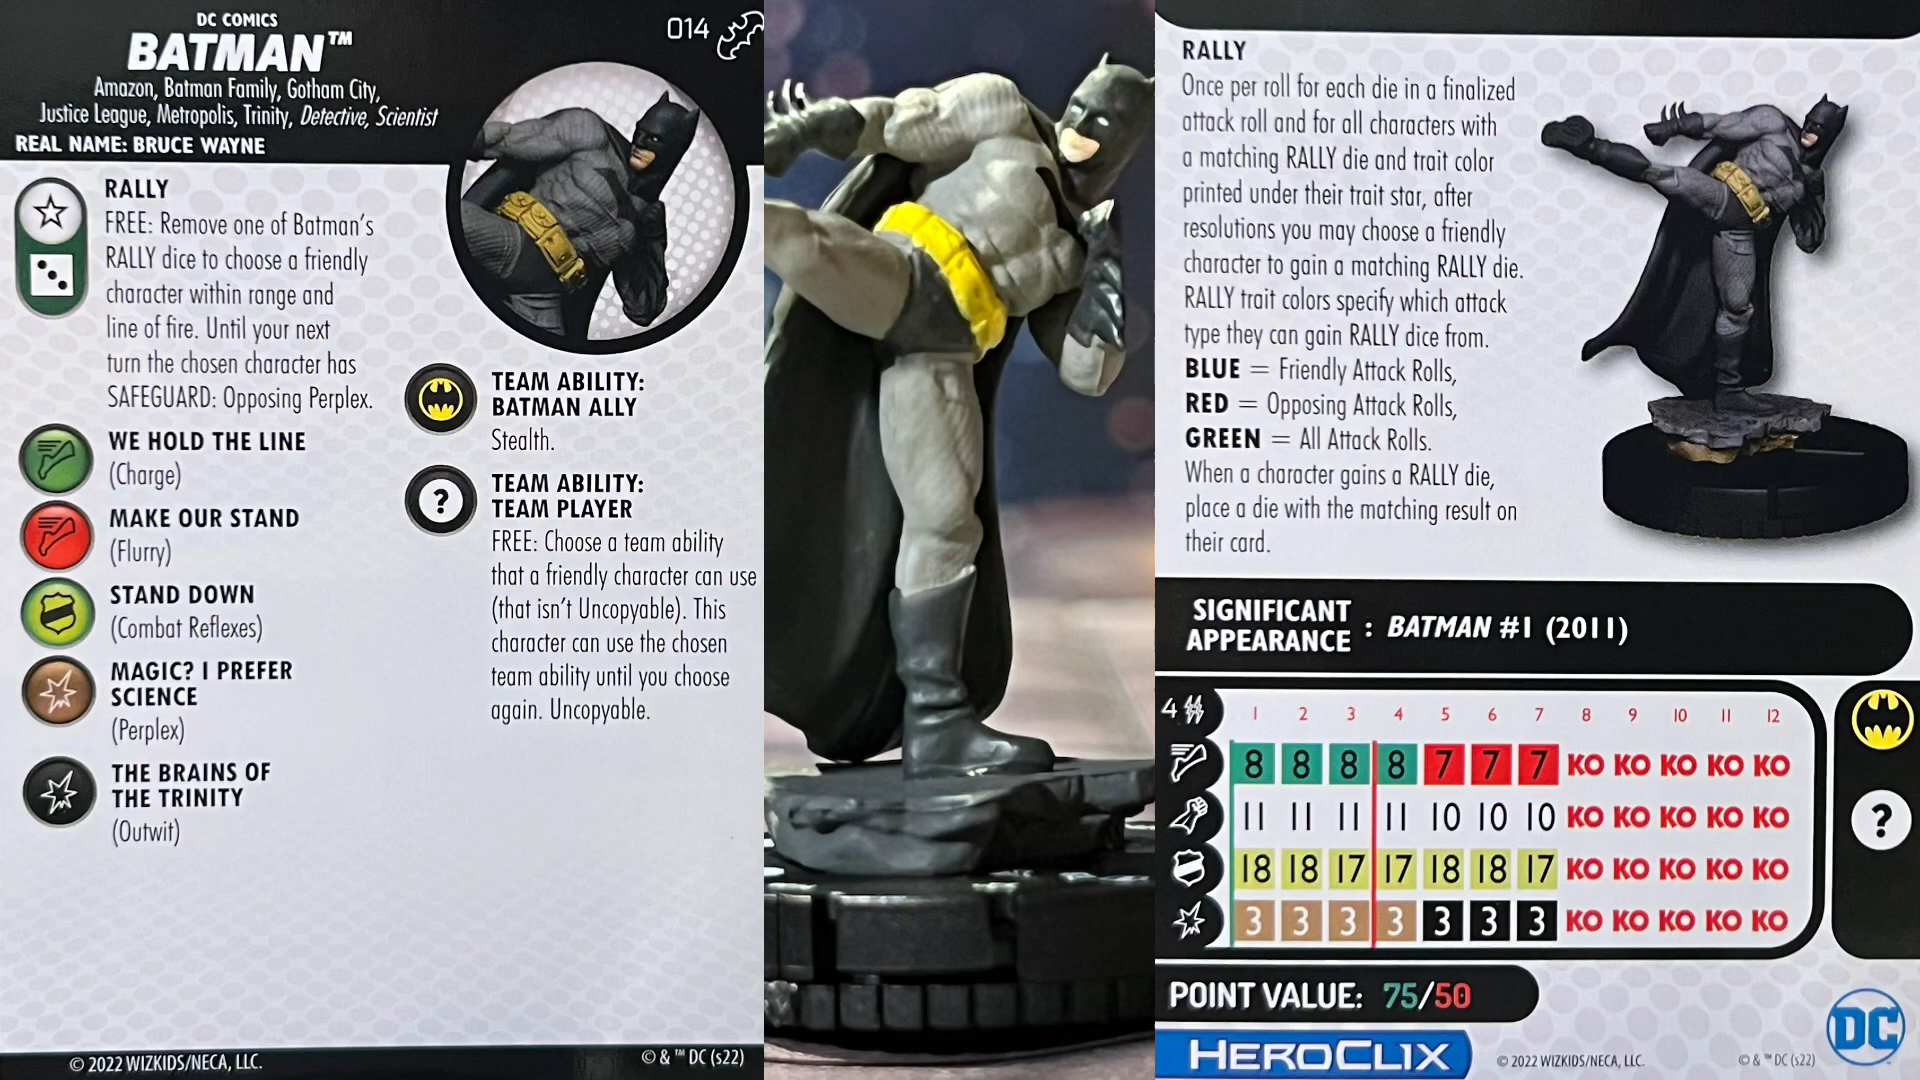 DC COMICS
BATMAN™
Amazon, Batman Family, Gotham City,
Justice League, Metropolis, Trinity, Detective, Scientist
REAL NAME: BRUCE WAYNE
014
RALLY
FREE: Remove one of Batman's
RALLY dice to choose a friendly
character within range and
line of fire. Until your next
turn the chosen character has
SAFEGUARD: Opposing Perplex.
WE HOLD THE LINE
(Charge)
MAKE OUR STAND
(Flurry)
STAND DOWN
(Combat Reflexes)
MAGIC? I PREFER
SCIENCE
(Perplex)
THE BRAINS OF
THE TRINITY
(Outwit)
TEAM ABILITY:
BATMAN ALLY
Stealth.
?
TEAM ABILITY:
TEAM PLAYER
FREE: Choose a team ability
that a friendly character can use
(that isn't Uncopyable). This
character can use the chosen
team ability until you choose
again. Uncopyable.
© 2022 WIZKIDS/NECA, LLC.
© & ™ DC (s22)
RALLY
Once per roll for each die in a finalized
attack roll and for all characters with
a matching RALLY die and trait color
printed under their trait star, after
resolutions you may choose a friendly
character to gain a matching RALLY die.
RALLY trait colors specify which attack
type they can gain RALLY dice from.
BLUE = Friendly Attack Rolls,
RED = Opposing Attack Rolls,
GREEN = All Attack Rolls.
When a character gains a RALLY die,
place a die with the matching result on
their card.
SIGNIFICANT
APPEARANCE : BATMAN #1 (2011)
4 1 2 3 4 5 6 7 8 9 10 11 12
8 8 8 8 7 7 7 KO KO KO KO KO
11 11 11 11 10 10 10 KO KO KO KO KO
18 18 17 17 18 18 17 KO KO KO KO KO
3 3 3 3 3 3 3 KO KO KO KO KO
?
POINT VALUE: 75/50
HEROCLIX
© 2022 WIZKIDS/NECA, LLC.
© & ™ DC (s22)
DC